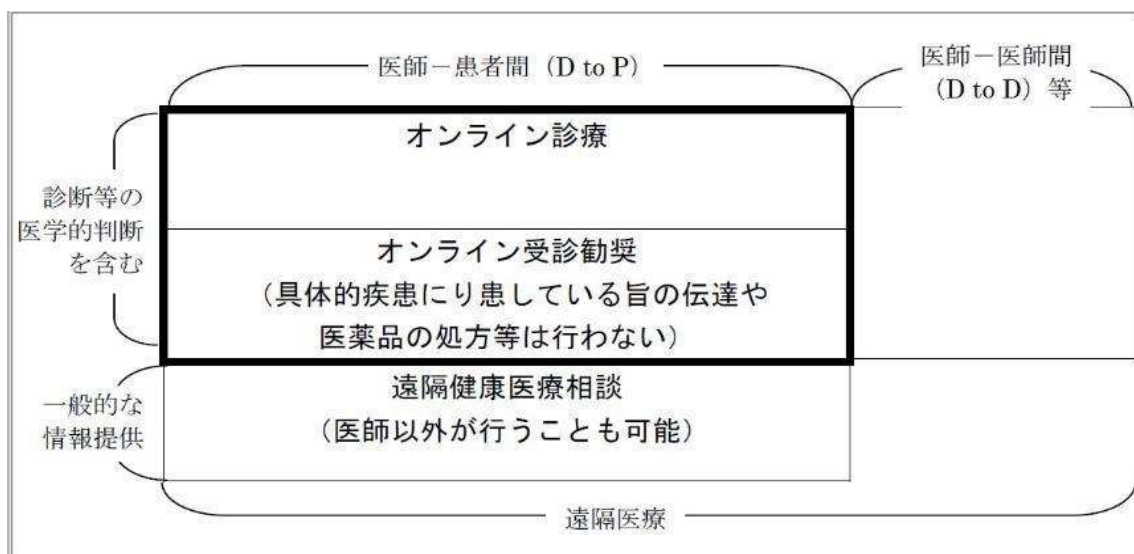 医師－患者間（D to P）
医師－医師間
（D to D）等
オンライン診療
診断等の
医学的判断
を含む
オンライン受診勧奨
（具体的疾患にり患している旨の伝達や
医薬品の処方等は行わない）
一般的な
情報提供
遠隔健康医療相談
（医師以外が行うことも可能）
遠隔医療